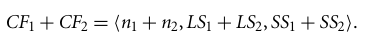 CF₁ + CF₂ = ⟨n₁ + n₂, LS₁ + LS₂, SS₁ + SS₂⟩.